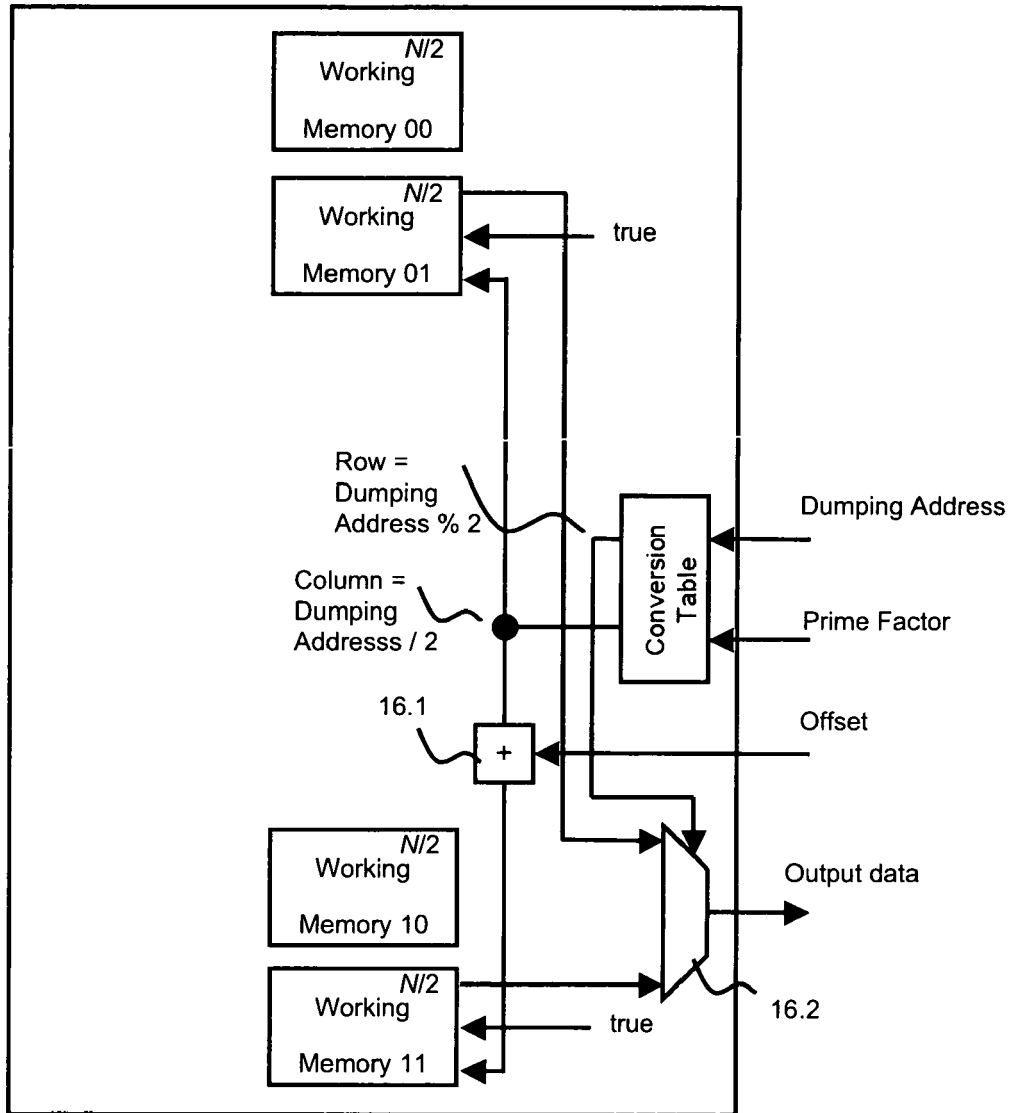 N/2
Working
Memory 00
N/2
Working
true
Memory 01
Row =
Dumping
Address % 2
Dumping Address
Conversion
Table
Column =
Dumping
Addresss / 2
Prime Factor
16.1
Offset
+
N/2
Working
Memory 10
Output data
N/2
Working
16.2
true
Memory 11